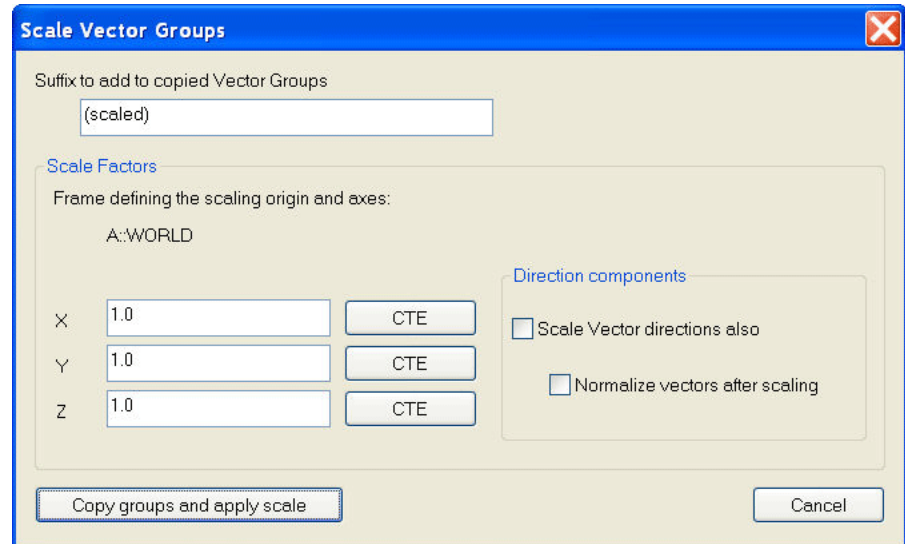 Scale Vector Groups
Suffix to add to copied Vector Groups
(scaled)
Scale Factors
Frame defining the scaling origin and axes:
A::WORLD
Direction components
X 1.0 CTE
Scale Vector directions also
Y 1.0 CTE
Normalize vectors after scaling
Z 1.0 CTE
Copy groups and apply scale Cancel